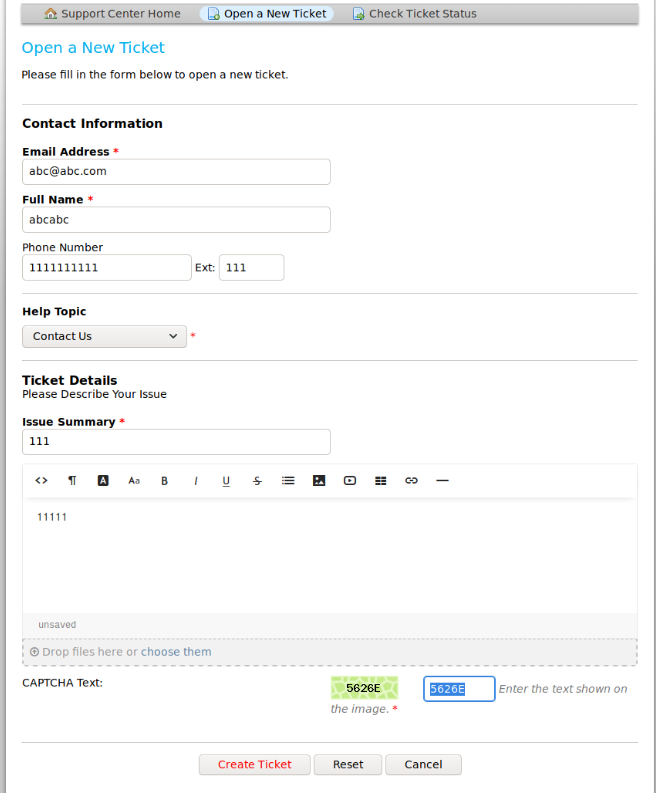 Support Center Home Open a New Ticket Check Ticket Status
Open a New Ticket
Please fill in the form below to open a new ticket.
Contact Information
Email Address *
abc@abc.com
Full Name *
abcabc
Phone Number
1111111111 Ext: 111
Help Topic
Contact Us *
Ticket Details
Please Describe Your Issue
Issue Summary *
111
<> ¶ A Aa B I U S
11111
unsaved
Drop files here or choose them
CAPTCHA Text: 5626E 5626E Enter the text shown on
the image. *
Create Ticket Reset Cancel